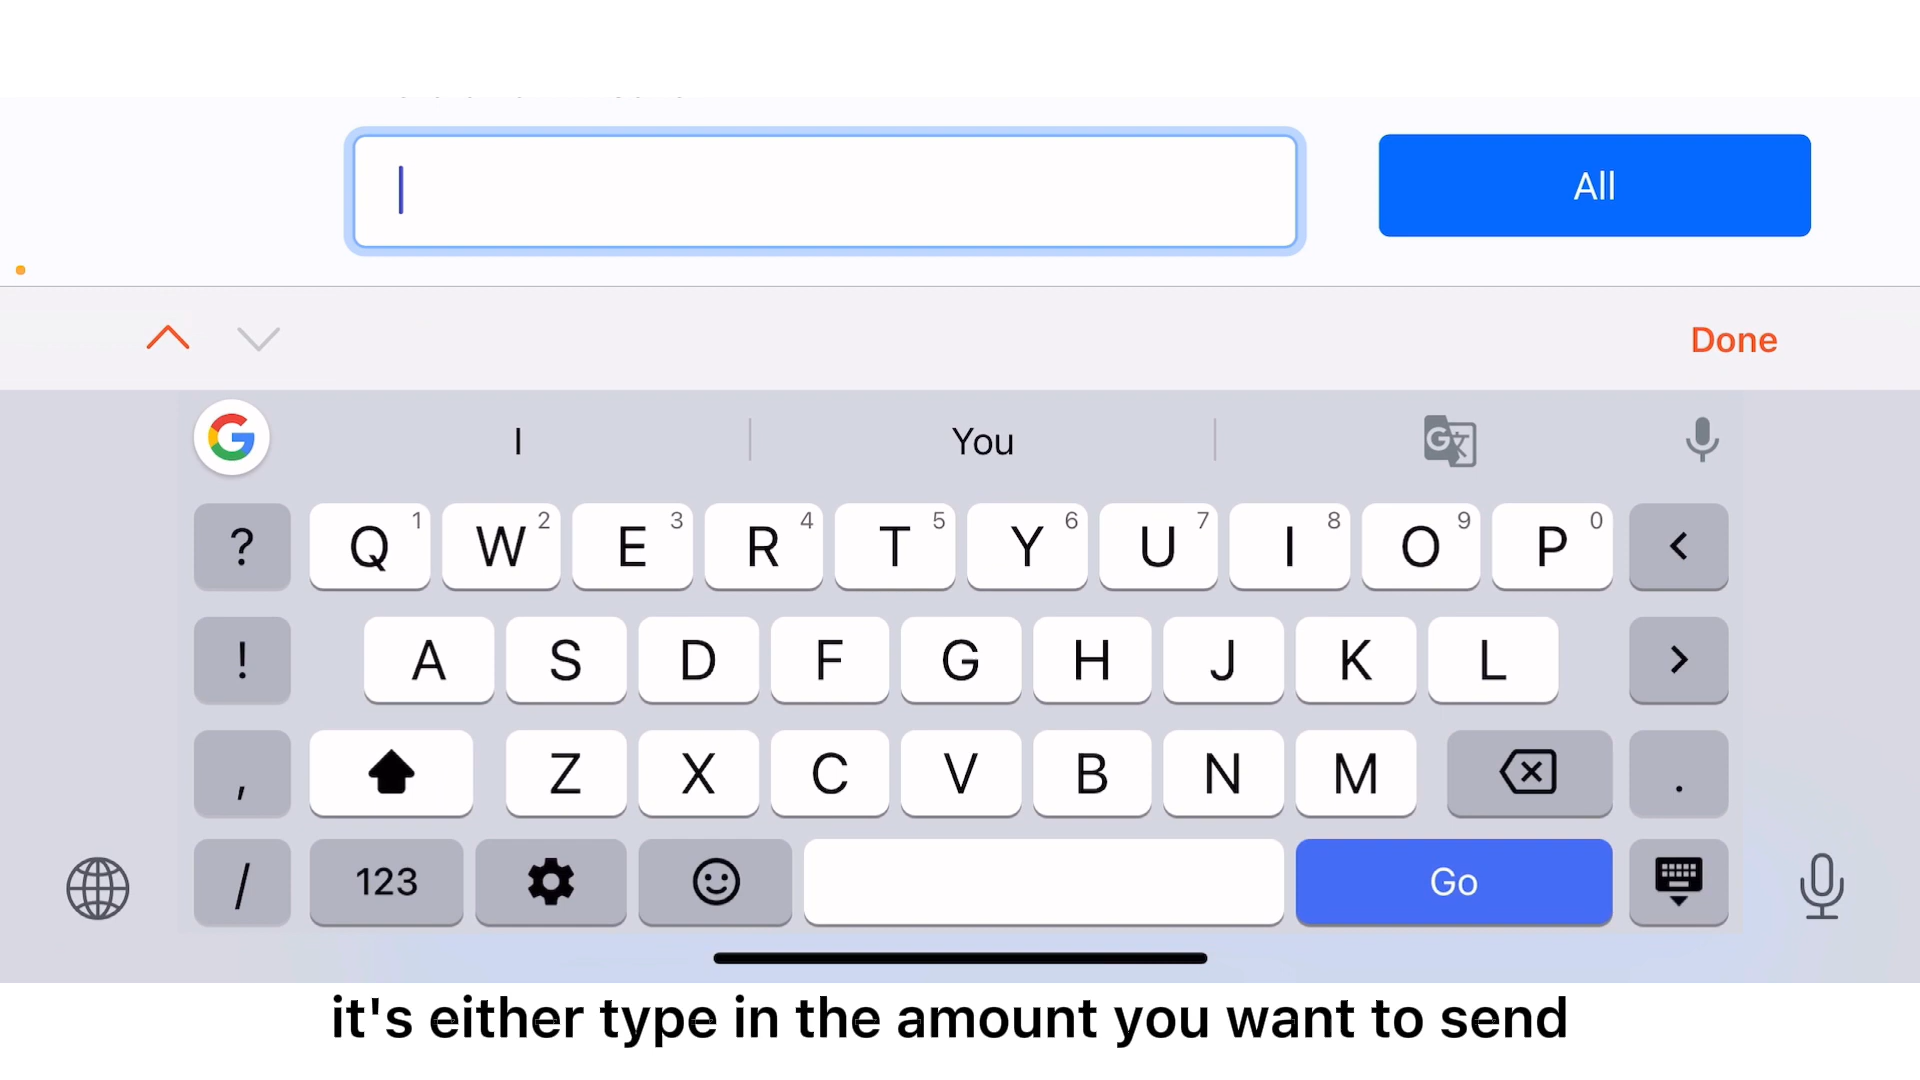 All
Done
I
You
? Q 1 W 2 E 3 R 4 T 5 Y 6 U 7 I 8 O 9 P 0 <
! A S D F G H J K L >
, Z X C V B N M .
/ 123 Go
it's either type in the amount you want to send